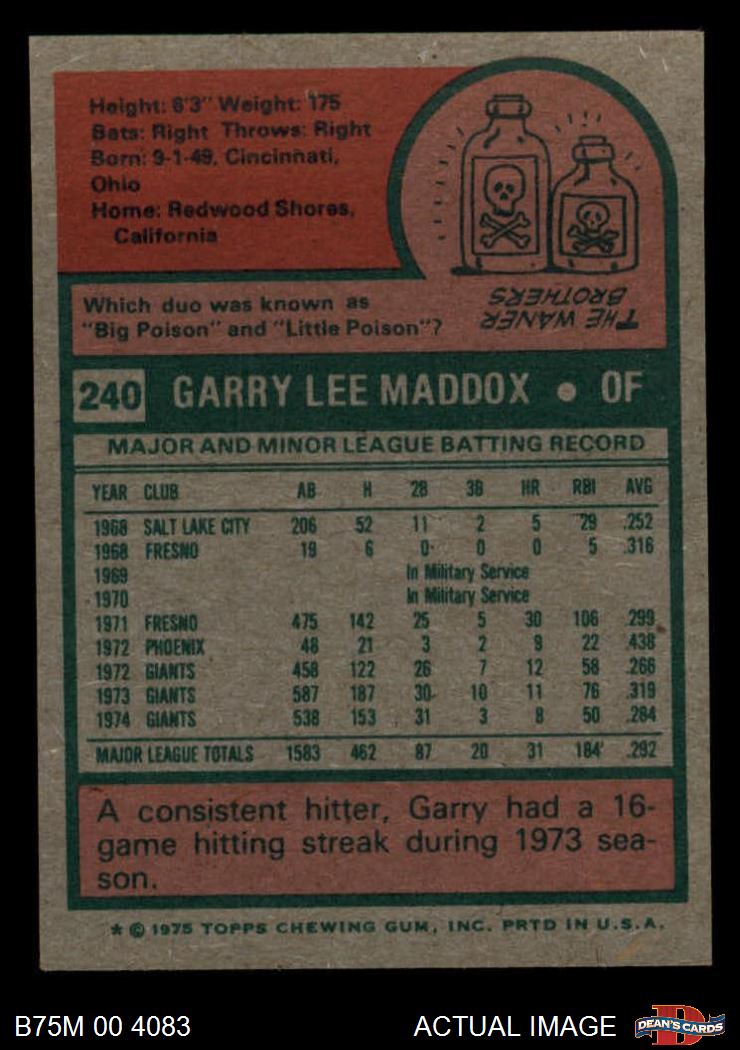 Height: 6'3" Weight: 175
Bats: Right Throws: Right
Born: 9-1-49, Cincinnati,
Ohio
Home: Redwood Shores,
California
Which duo was known as
"Big Poison" and "Little Poison"?
THE WANER
BROTHERS
240 GARRY LEE MADDOX • OF
MAJOR AND MINOR LEAGUE BATTING RECORD
YEAR CLUB AB H 2B 3B HR RBI AVG
1968 SALT LAKE CITY 206 52 11 2 5 29 .252
1968 FRESNO 19 6 0 0 0 5 .316
1969 In Military Service
1970 In Military Service
1971 FRESNO 475 142 25 5 30 106 .299
1972 PHOENIX 48 21 3 2 9 22 .438
1972 GIANTS 458 122 26 7 12 58 .266
1973 GIANTS 587 187 30 10 11 76 .319
1974 GIANTS 538 153 31 3 8 50 .284
MAJOR LEAGUE TOTALS 1583 462 87 20 31 184 .292
A consistent hitter, Garry had a 16-
game hitting streak during 1973 sea-
son.
* © 1975 TOPPS CHEWING GUM, INC. PRTD IN U.S.A.
B75M 00 4083 ACTUAL IMAGE
DEAN'S CARDS